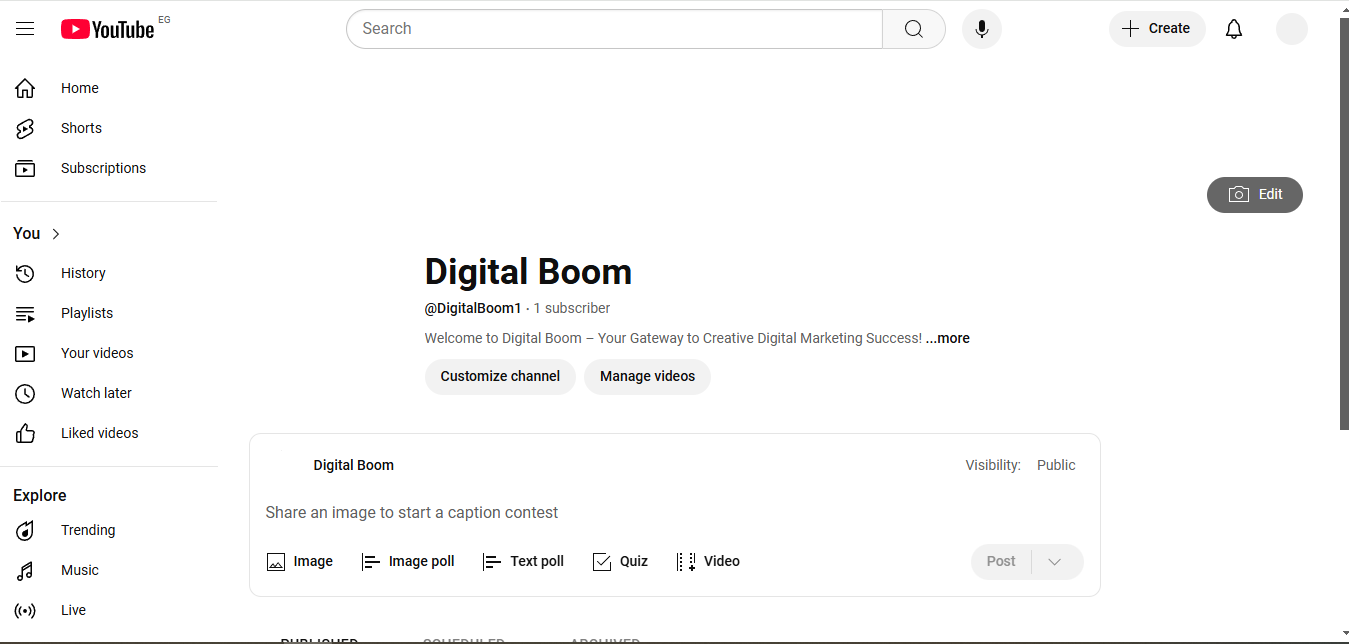 YouTube EG
Search
Create
Home
Shorts
Subscriptions
Edit
You
History
Playlists
Your videos
Watch later
Liked videos
Explore
Trending
Music
Live
Digital Boom
@DigitalBoom1 · 1 subscriber
Welcome to Digital Boom – Your Gateway to Creative Digital Marketing Success! ...more
Customize channel Manage videos
Digital Boom Visibility: Public
Share an image to start a caption contest
Image Image poll Text poll Quiz Video Post
PUBLISHED SCHEDULED ARCHIVED